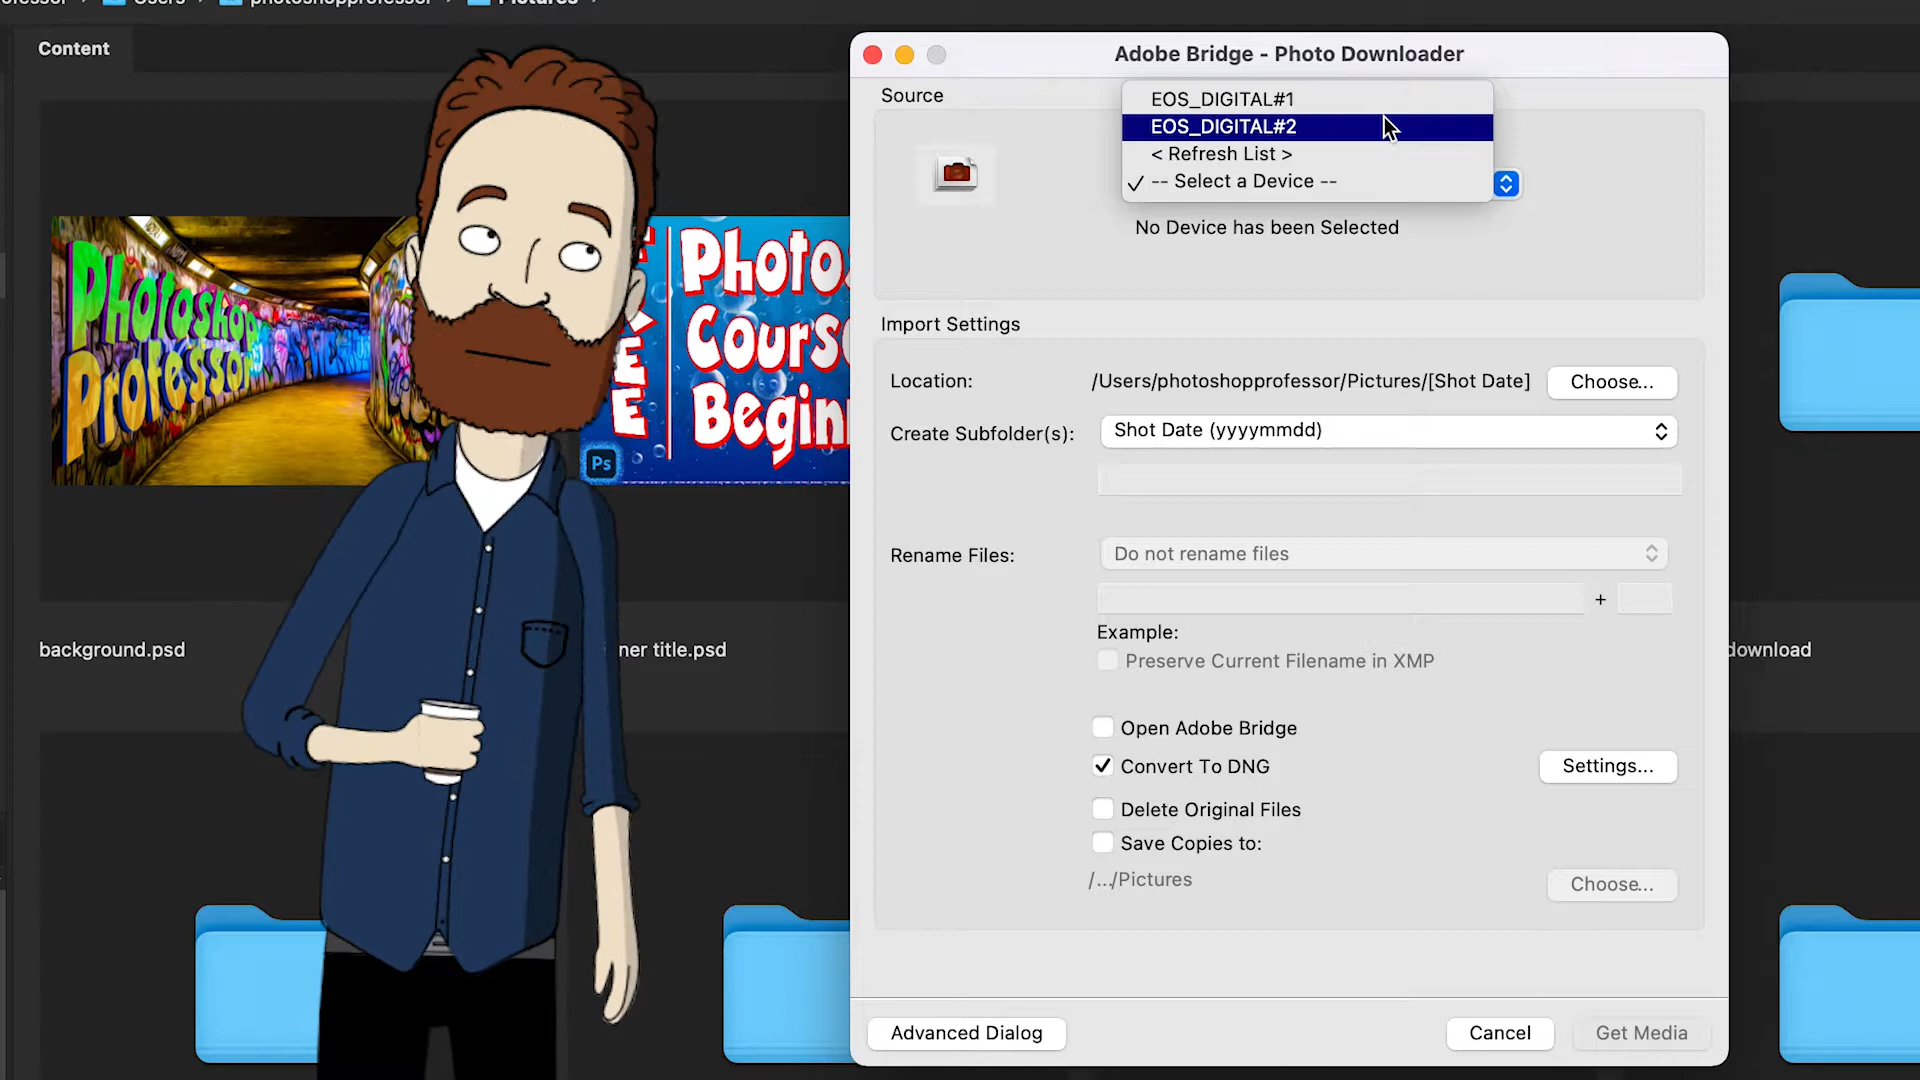 Users
photoshopprofessor
Pictures
Content
Adobe Bridge - Photo Downloader
Source
EOS_DIGITAL#1
EOS_DIGITAL#2
< Refresh List >
✓ -- Select a Device --
No Device has been Selected
Import Settings
Location:
/Users/photoshopprofessor/Pictures/[Shot Date]
Choose...
Create Subfolder(s):
Shot Date (yyyymmdd)
Rename Files:
Do not rename files
+
Example:
Preserve Current Filename in XMP
Open Adobe Bridge
Convert To DNG
Settings...
Delete Original Files
Save Copies to:
/.../Pictures
Choose...
Advanced Dialog
Cancel
Get Media
Photoshop
Professor
Ps
background.psd
ner title.psd
download